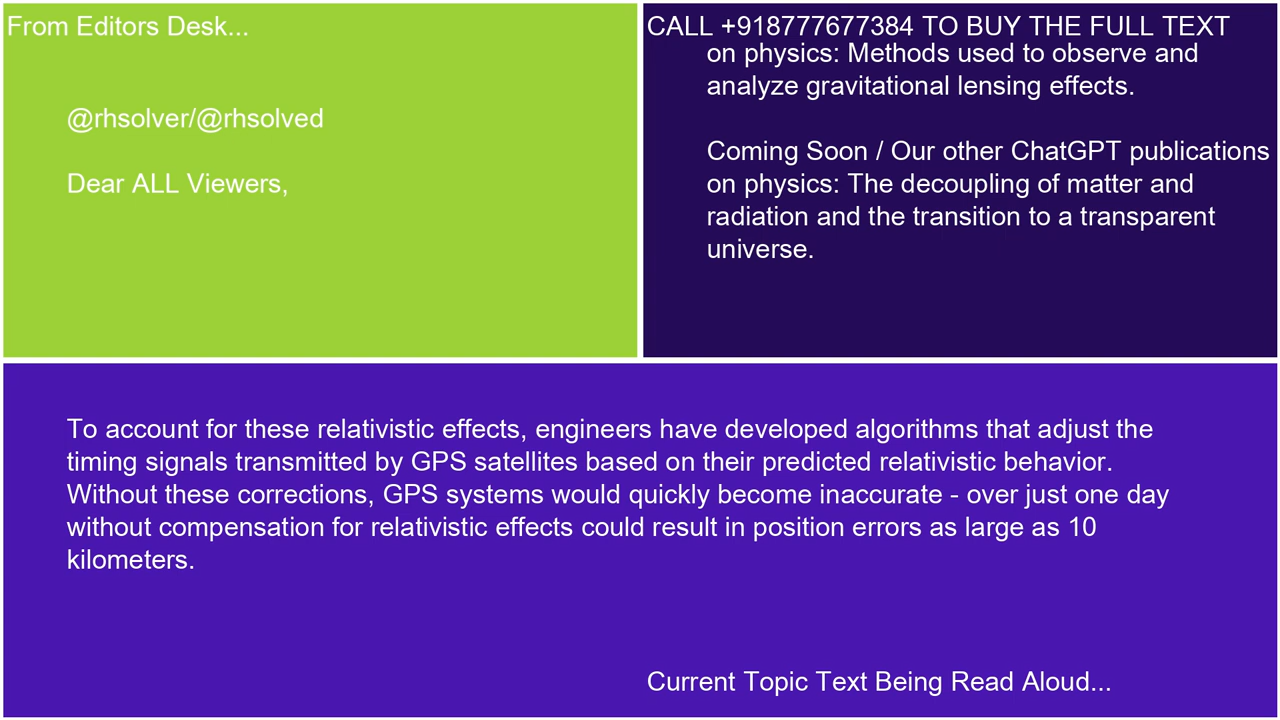 From Editors Desk...
@rhsolver/@rhsolved
Dear ALL Viewers,
CALL +918777677384 TO BUY THE FULL TEXT
on physics: Methods used to observe and
analyze gravitational lensing effects.
Coming Soon / Our other ChatGPT publications
on physics: The decoupling of matter and
radiation and the transition to a transparent
universe.
To account for these relativistic effects, engineers have developed algorithms that adjust the
timing signals transmitted by GPS satellites based on their predicted relativistic behavior.
Without these corrections, GPS systems would quickly become inaccurate - over just one day
without compensation for relativistic effects could result in position errors as large as 10
kilometers.
Current Topic Text Being Read Aloud...